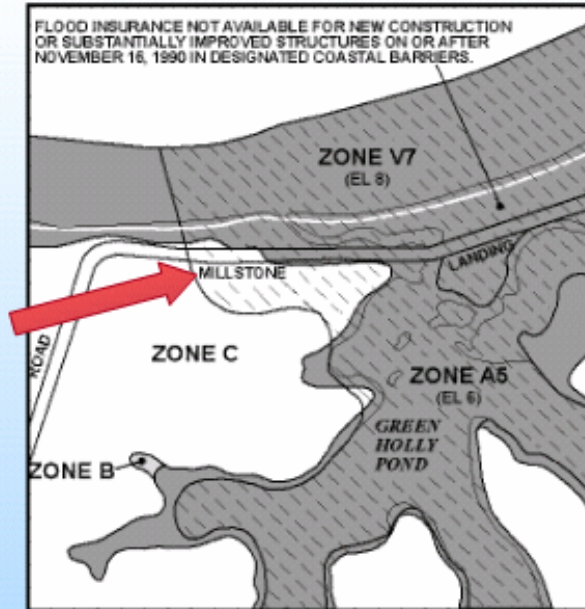 FLOOD INSURANCE NOT AVAILABLE FOR NEW CONSTRUCTION
OR SUBSTANTIALLY IMPROVED STRUCTURES ON OR AFTER
NOVEMBER 16, 1990 IN DESIGNATED COASTAL BARRIERS.
ZONE V7
(EL 8)
LANDING
MILLSTONE
ROAD
ZONE C
ZONE A5
(EL 6)
GREEN
HOLLY
POND
ZONE B